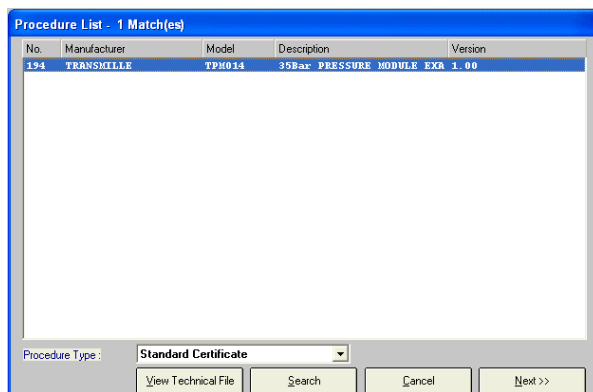 Procedure List - 1 Match(es)
No. Manufacturer Model Description Version
194 TRANSMILLE TPM014 35Bar PRESSURE MODULE EXA 1.00
Procedure Type : Standard Certificate
View Technical File Search Cancel Next >>